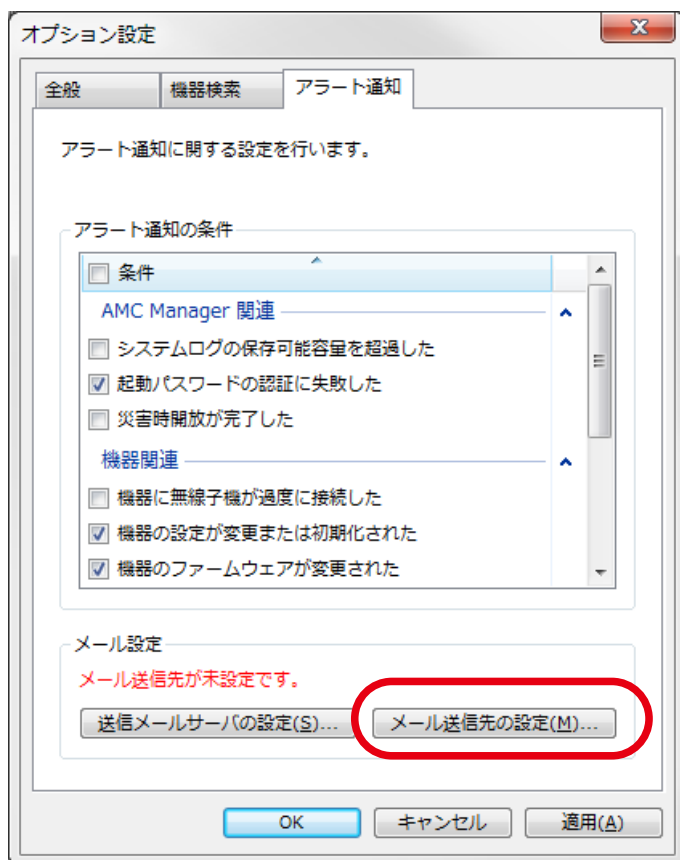 オプション設定
全般 機器検索 アラート通知
アラート通知に関する設定を行います。
アラート通知の条件
条件
AMC Manager 関連
システムログの保存可能容量を超過した
起動パスワードの認証に失敗した
災害時開放が完了した
機器関連
機器に無線子機が過度に接続した
機器の設定が変更または初期化された
機器のファームウェアが変更された
メール設定
メール送信先が未設定です。
送信メールサーバの設定(S)... メール送信先の設定(M)...
OK キャンセル 適用(A)